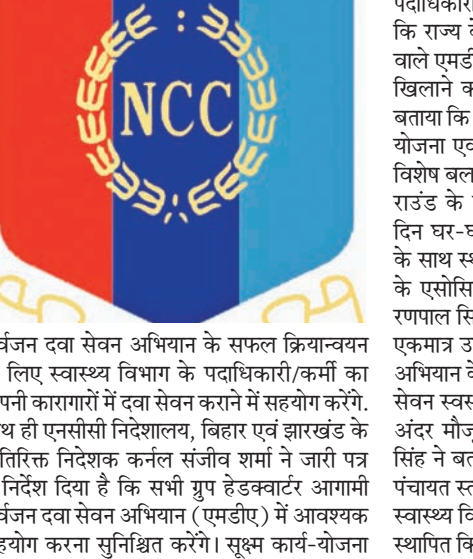 NCC
र्वजन दवा सेवन अभियान के सफल क्रियान्वयन
लिए स्वास्थ्य विभाग के पदाधिकारी/कर्मी का
पनी कारागारों में दवा सेवन कराने में सहयोग करेंगे.
थ ही एनसीसी निदेशालय, बिहार एवं झारखंड के
तिरिक्त निदेशक कर्नल संजीव शर्मा ने जारी पत्र
निर्देश दिया है कि सभी ग्रुप हेडक्वार्टर आगामी
र्वजन दवा सेवन अभियान (एमडीए) में आवश्यक
हयोग करना सुनिश्चित करेंगे। सूक्ष्म कार्य-योजना
पदाधिकारी
कि राज्य के
वाले एमडी
खिलाने क
बताया कि
योजना एव
विशेष बल
राउंड के
दिन घर-घ
के साथ स्
के एसोसि
रणपाल सि
एकमात्र उ
अभियान के
सेवन स्वस
अंदर मौजू
सिंह ने बत
पंचायत स्त
स्वास्थ्य वि
स्थापित कि